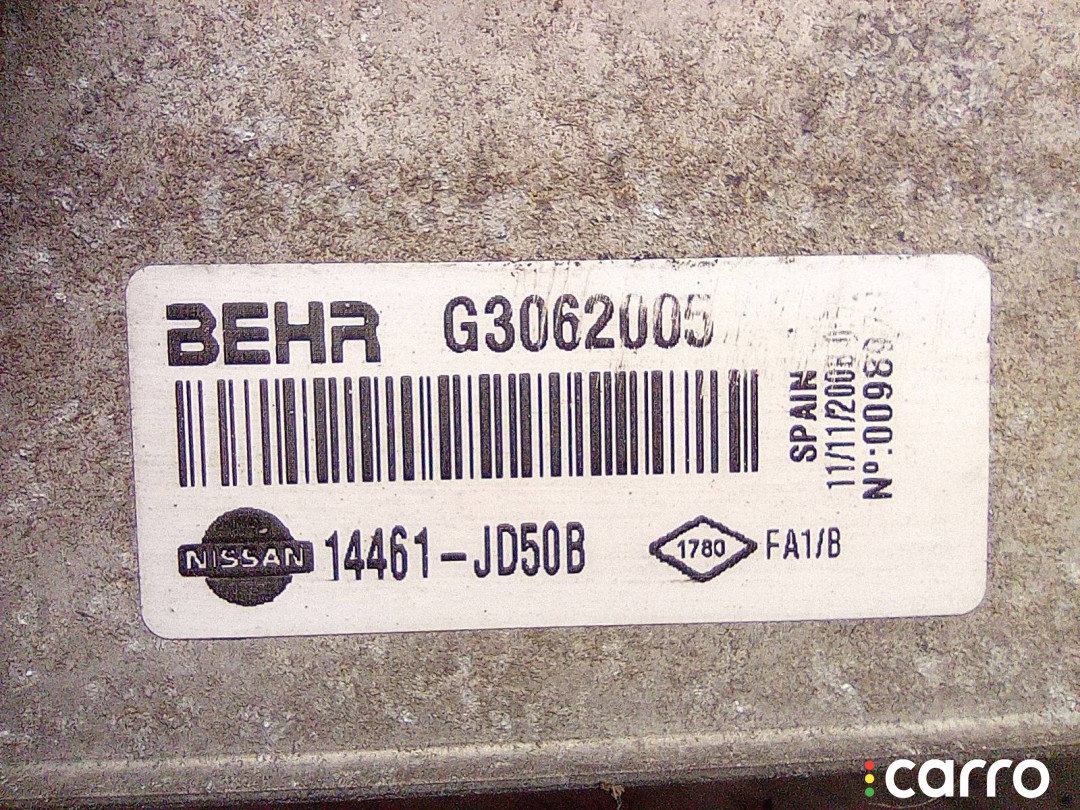 BEHR G3062005
SPAIN
NISSAN 14461-JD50B 1780 FA1/B
carro